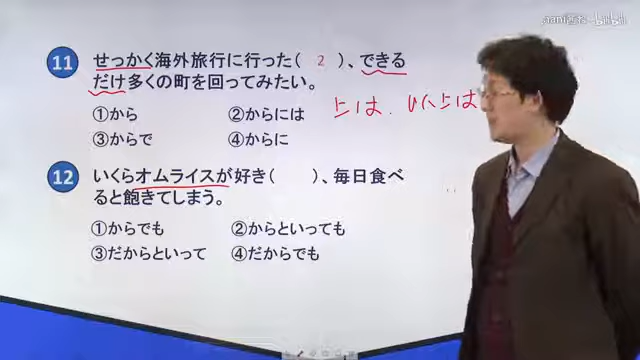 ⑪ せっかく海外旅行に行った( 2 )、できる
だけ多くの町を回ってみたい。
①から ②からには
③からで ④からに
上は、以上は
⑫ いくらオムライスが好き( )、毎日食べ
ると飽きてしまう。
①からでも ②からといっても
③だからといって ④だからでも
bilibili